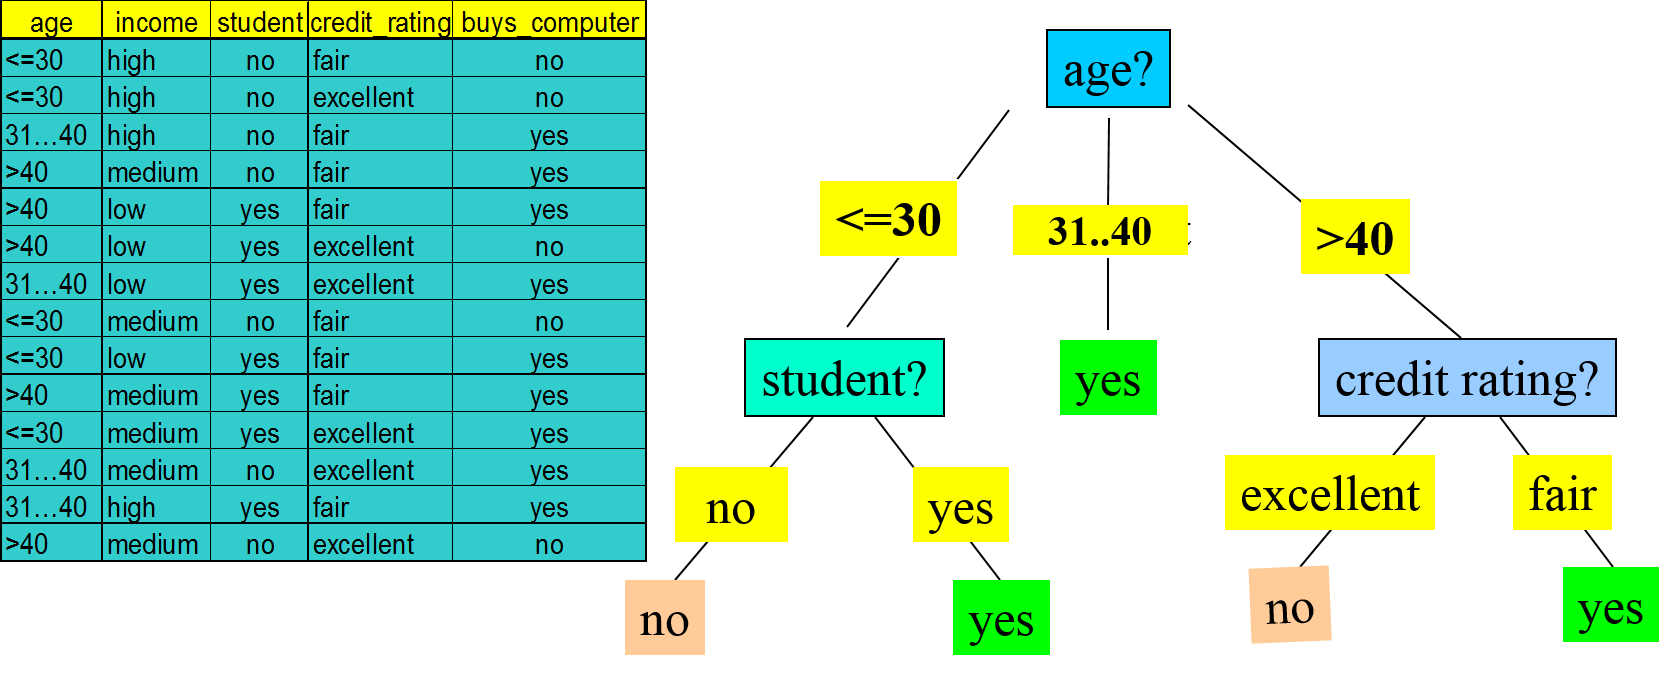 age income student credit_rating buys_computer
<=30 high no fair no
<=30 high no excellent no
31…40 high no fair yes
>40 medium no fair yes
>40 low yes fair yes
>40 low yes excellent no
31…40 low yes excellent yes
<=30 medium no fair no
<=30 low yes fair yes
>40 medium yes fair yes
<=30 medium yes excellent yes
31…40 medium no excellent yes
31…40 high yes fair yes
>40 medium no excellent no
age?
<=30 31..40 >40
student? yes credit rating?
no yes excellent fair
no yes no yes